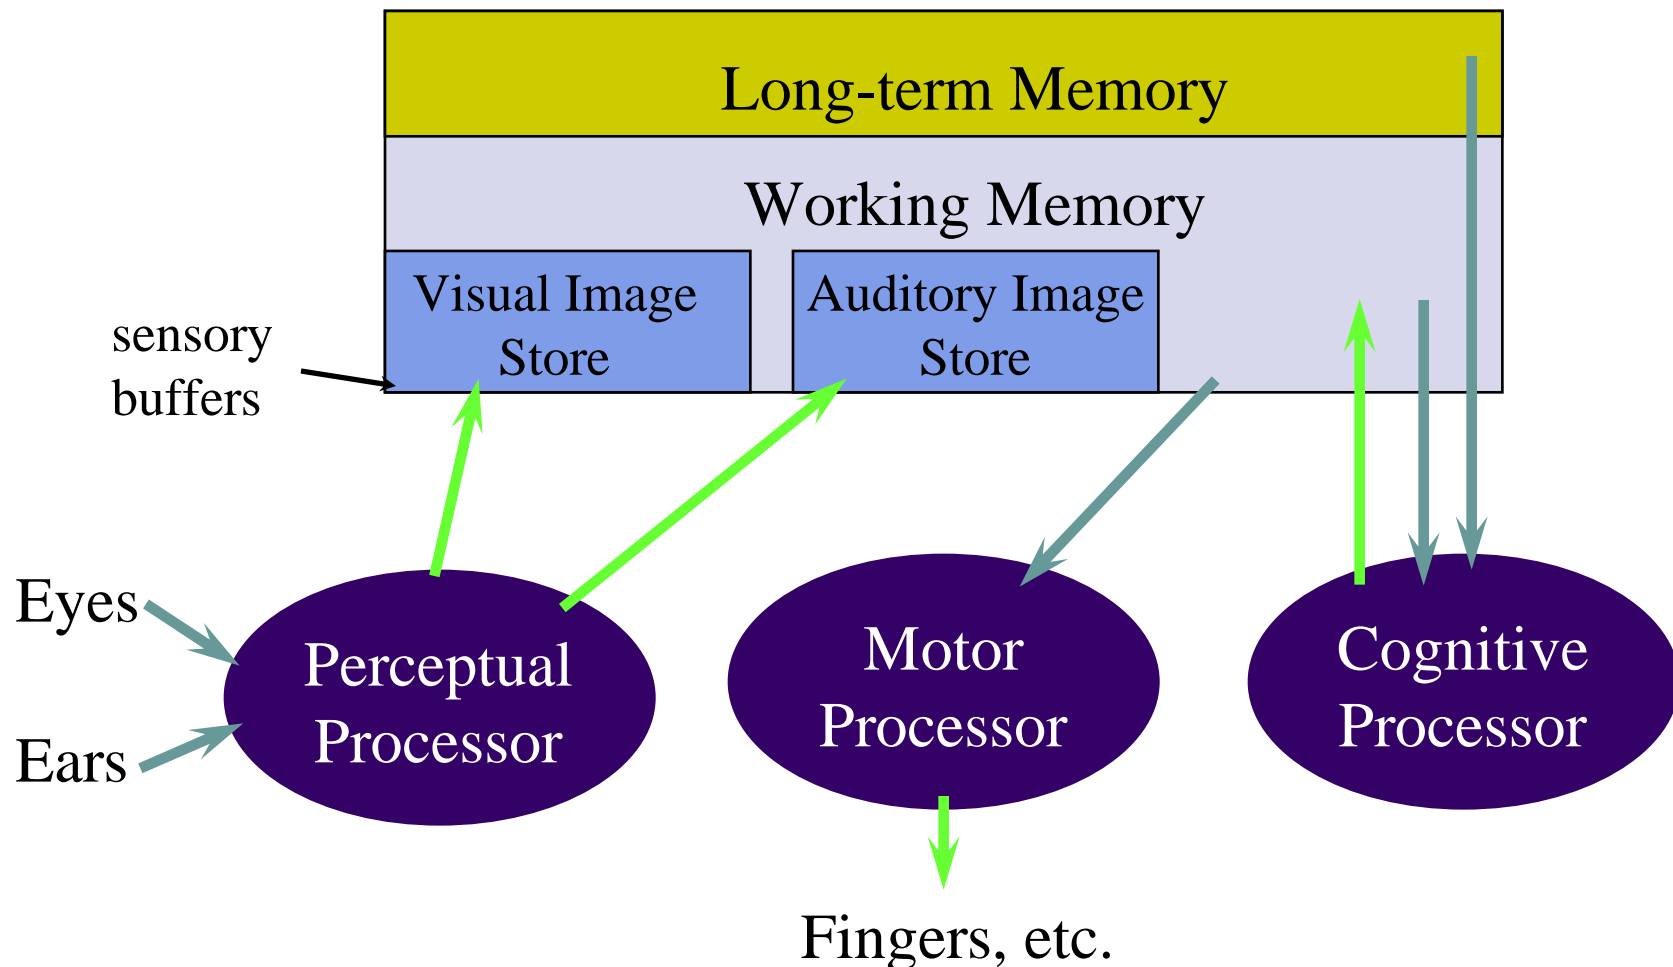 Long-term Memory
Working Memory
Visual Image
Store
Auditory Image
Store
sensory
buffers
Eyes
Ears
Perceptual
Processor
Motor
Processor
Cognitive
Processor
Fingers, etc.